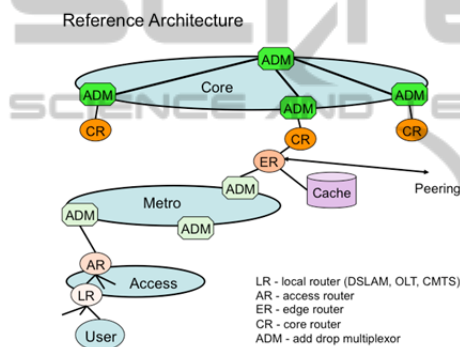 Reference Architecture
ADM
Core
ADM
ADM
ADM
SCIENCE AND
CR
CR
CR
ER
Peering
ADM
Cache
Metro
ADM
ADM
AR
Access
LR
User
LR - local router (DSLAM, OLT, CMTS)
AR - access router
ER - edge router
CR - core router
ADM - add drop multiplexor